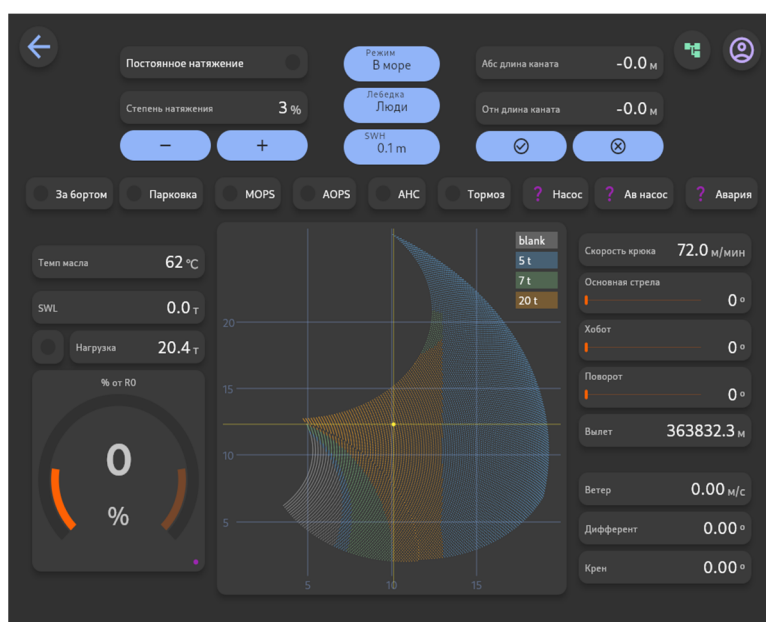 Постоянное натяжение
Режим
В море
Абс длина каната
-0.0 м
Степень натяжения
3 %
Лебедка
Люди
Отн длина каната
-0.0 м
−
+
SWH
0.1 m
За бортом
Парковка
MOPS
AOPS
AHC
Тормоз
? Насос
? Ав насос
? Авария
Темп масла
62 °C
SWL
0.0 т
Нагрузка
20.4 т
% от R0
0
%
blank
5 t
7 t
20 t
20
15
10
5
5
10
15
Скорость крюка
72.0 м/мин
Основная стрела
0 °
Хобот
0 °
Поворот
0 °
Вылет
363832.3 м
Ветер
0.00 м/с
Дифферент
0.00 °
Крен
0.00 °